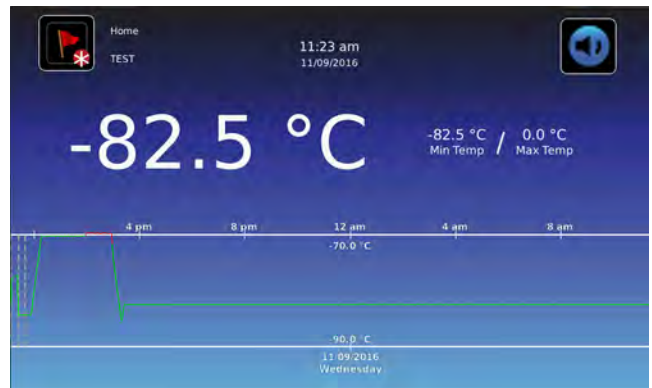 Home
TEST
11:23 am
11/09/2016
-82.5 °C
-82.5 °C / 0.0 °C
Min Temp Max Temp
4 pm 8 pm 12 am 4 am 8 am
-70.0 °C
-90.0 °C
11/09/2016
Wednesday